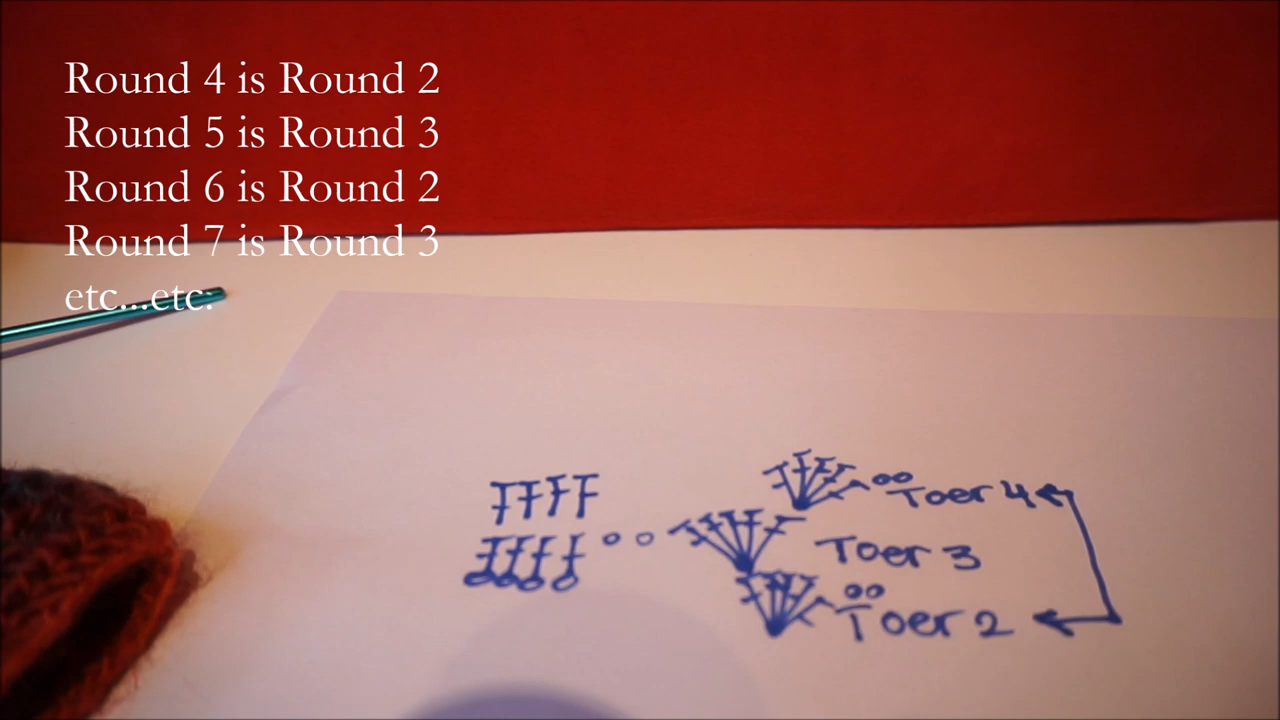 Round 4 is Round 2
Round 5 is Round 3
Round 6 is Round 2
Round 7 is Round 3
etc...etc.
Toer 4
Toer 3
Toer 2